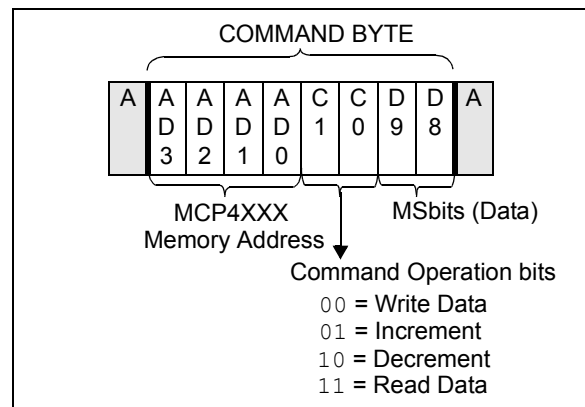 COMMAND BYTE
A A A A A C C D D A
D D D D 1 0 9 8
3 2 1 0
MCP4XXX
Memory Address
MSbits (Data)
Command Operation bits
00 = Write Data
01 = Increment
10 = Decrement
11 = Read Data